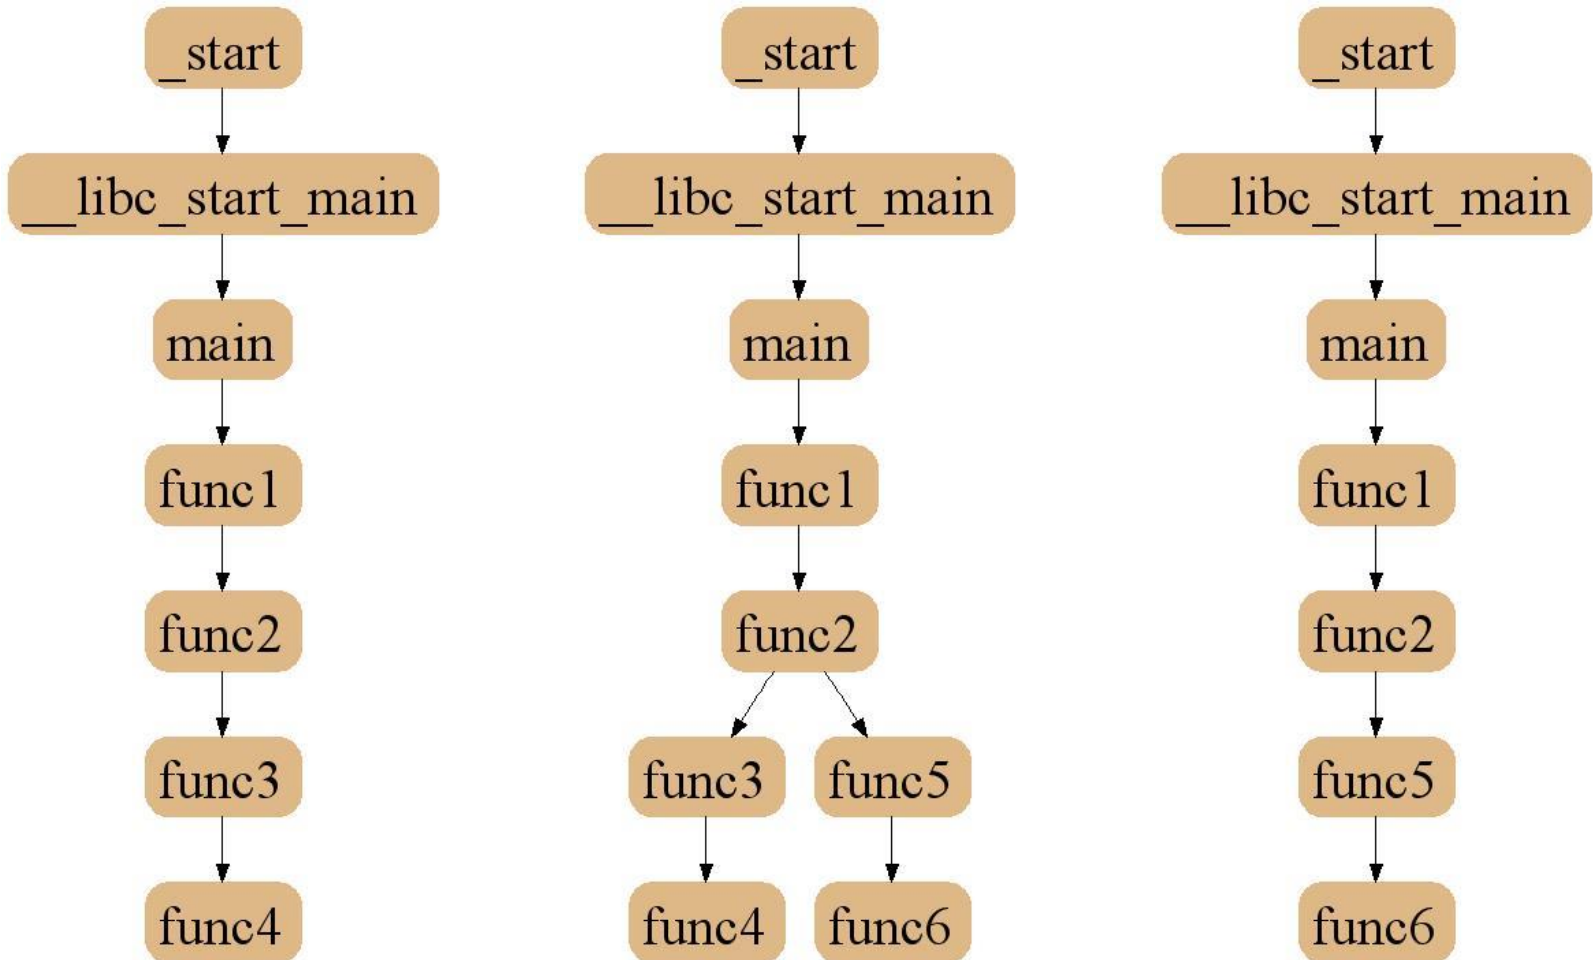 _start
__libc_start_main
main
func1
func2
func3
func4
_start
__libc_start_main
main
func1
func2
func3 func5
func4 func6
_start
__libc_start_main
main
func1
func2
func5
func6